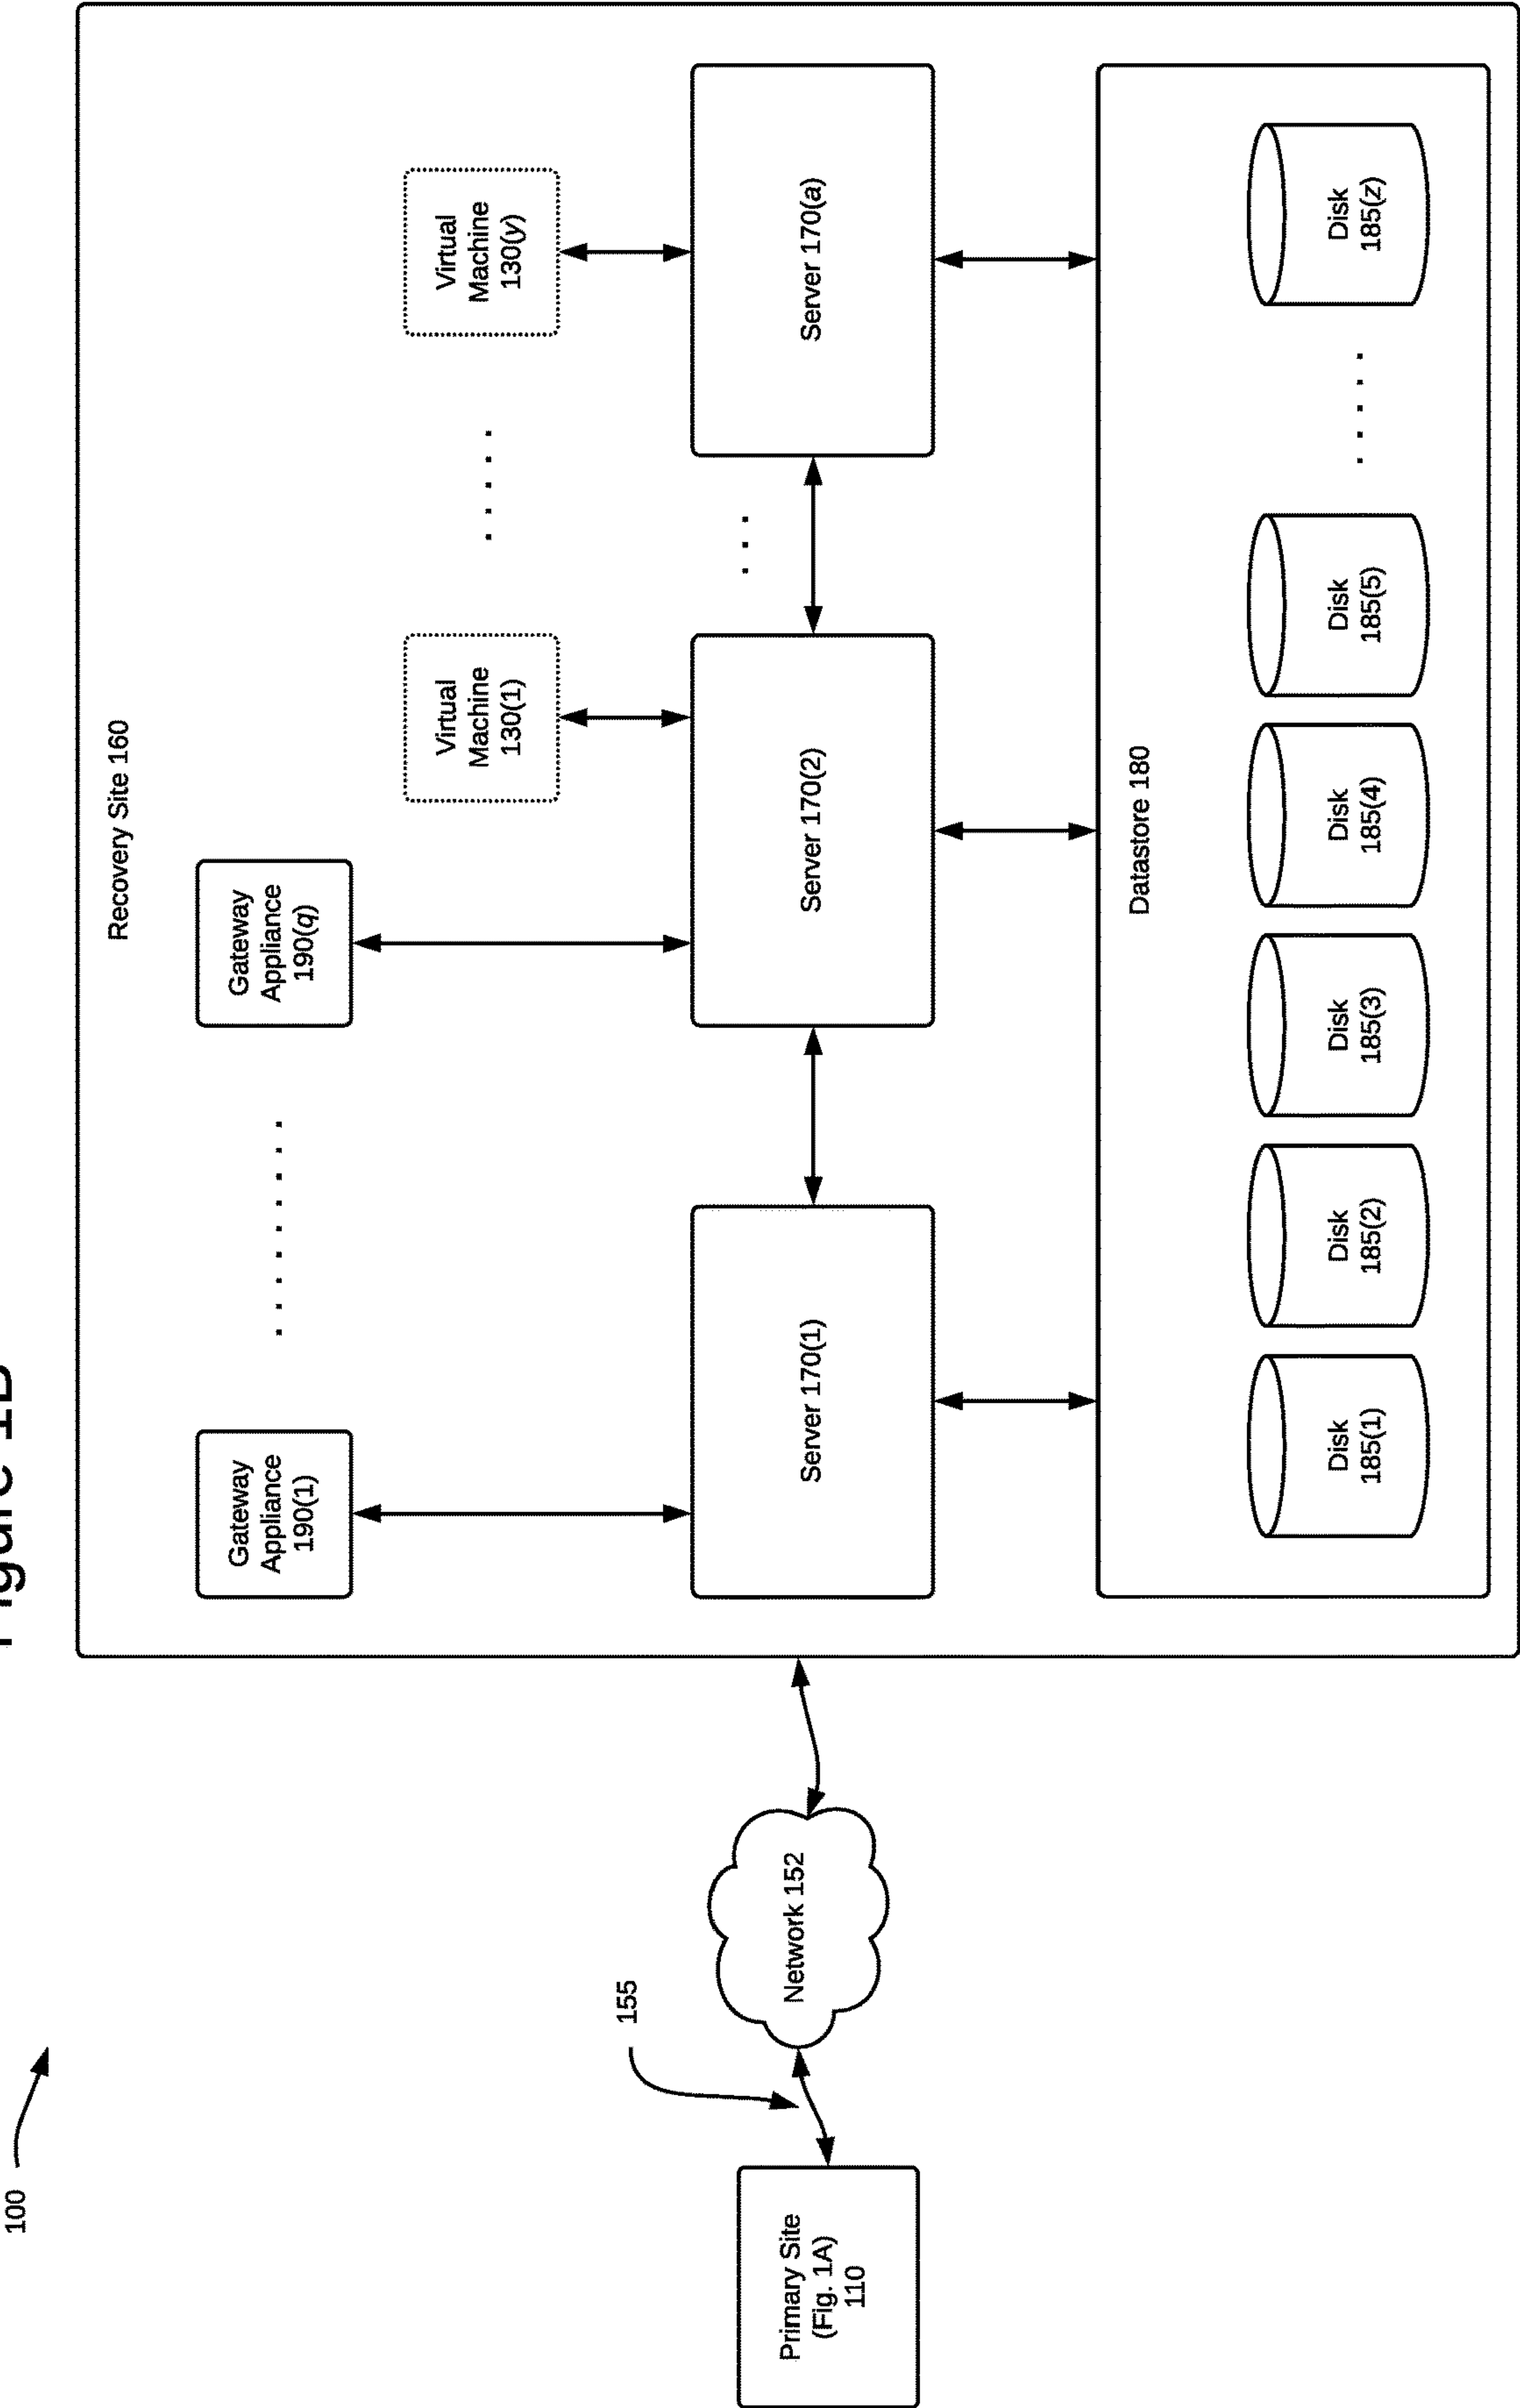 Figure 1B
100
Recovery Site 160
Gateway
Appliance
190(1)
Gateway
Appliance
190(q)
. . . . . . . . .
Virtual
Machine
130(1)
. . . . .
Virtual
Machine
130(y)
Server 170(1)
Server 170(2)
. . .
Server 170(a)
155
Primary Site
(Fig. 1A)
110
Network 152
Datastore 180
Disk
185(1)
Disk
185(2)
Disk
185(3)
Disk
185(4)
Disk
185(5)
. . . . .
Disk
185(z)